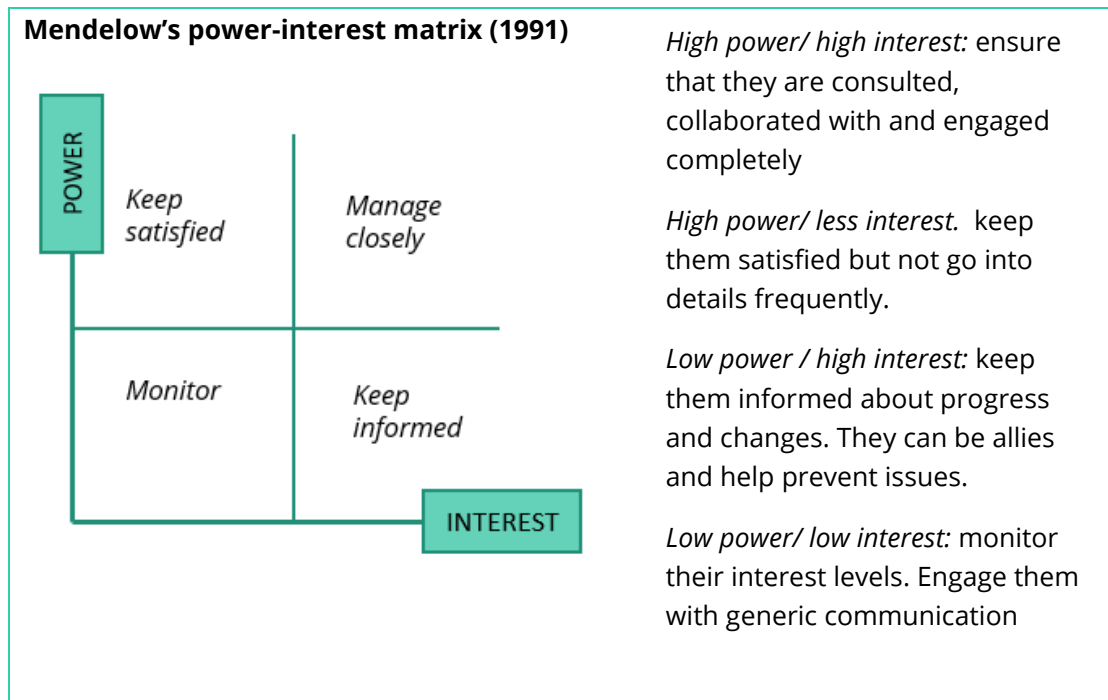 Mendelow's power-interest matrix (1991)
POWER
Keep
satisfied
Manage
closely
Monitor
Keep
informed
INTEREST
High power/ high interest: ensure
that they are consulted,
collaborated with and engaged
completely
High power/ less interest.  keep
them satisfied but not go into
details frequently.
Low power / high interest: keep
them informed about progress
and changes. They can be allies
and help prevent issues.
Low power/ low interest: monitor
their interest levels. Engage them
with generic communication